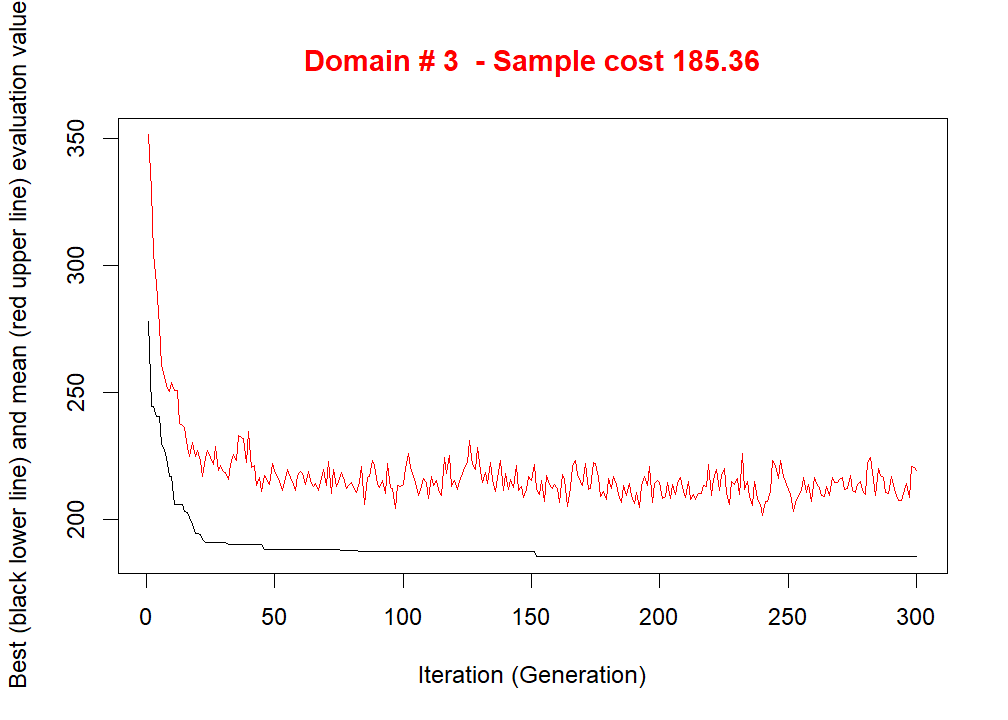 Domain # 3  - Sample cost 185.36
Best (black lower line) and mean (red upper line) evaluation value
350
300
250
200
0 50 100 150 200 250 300
Iteration (Generation)